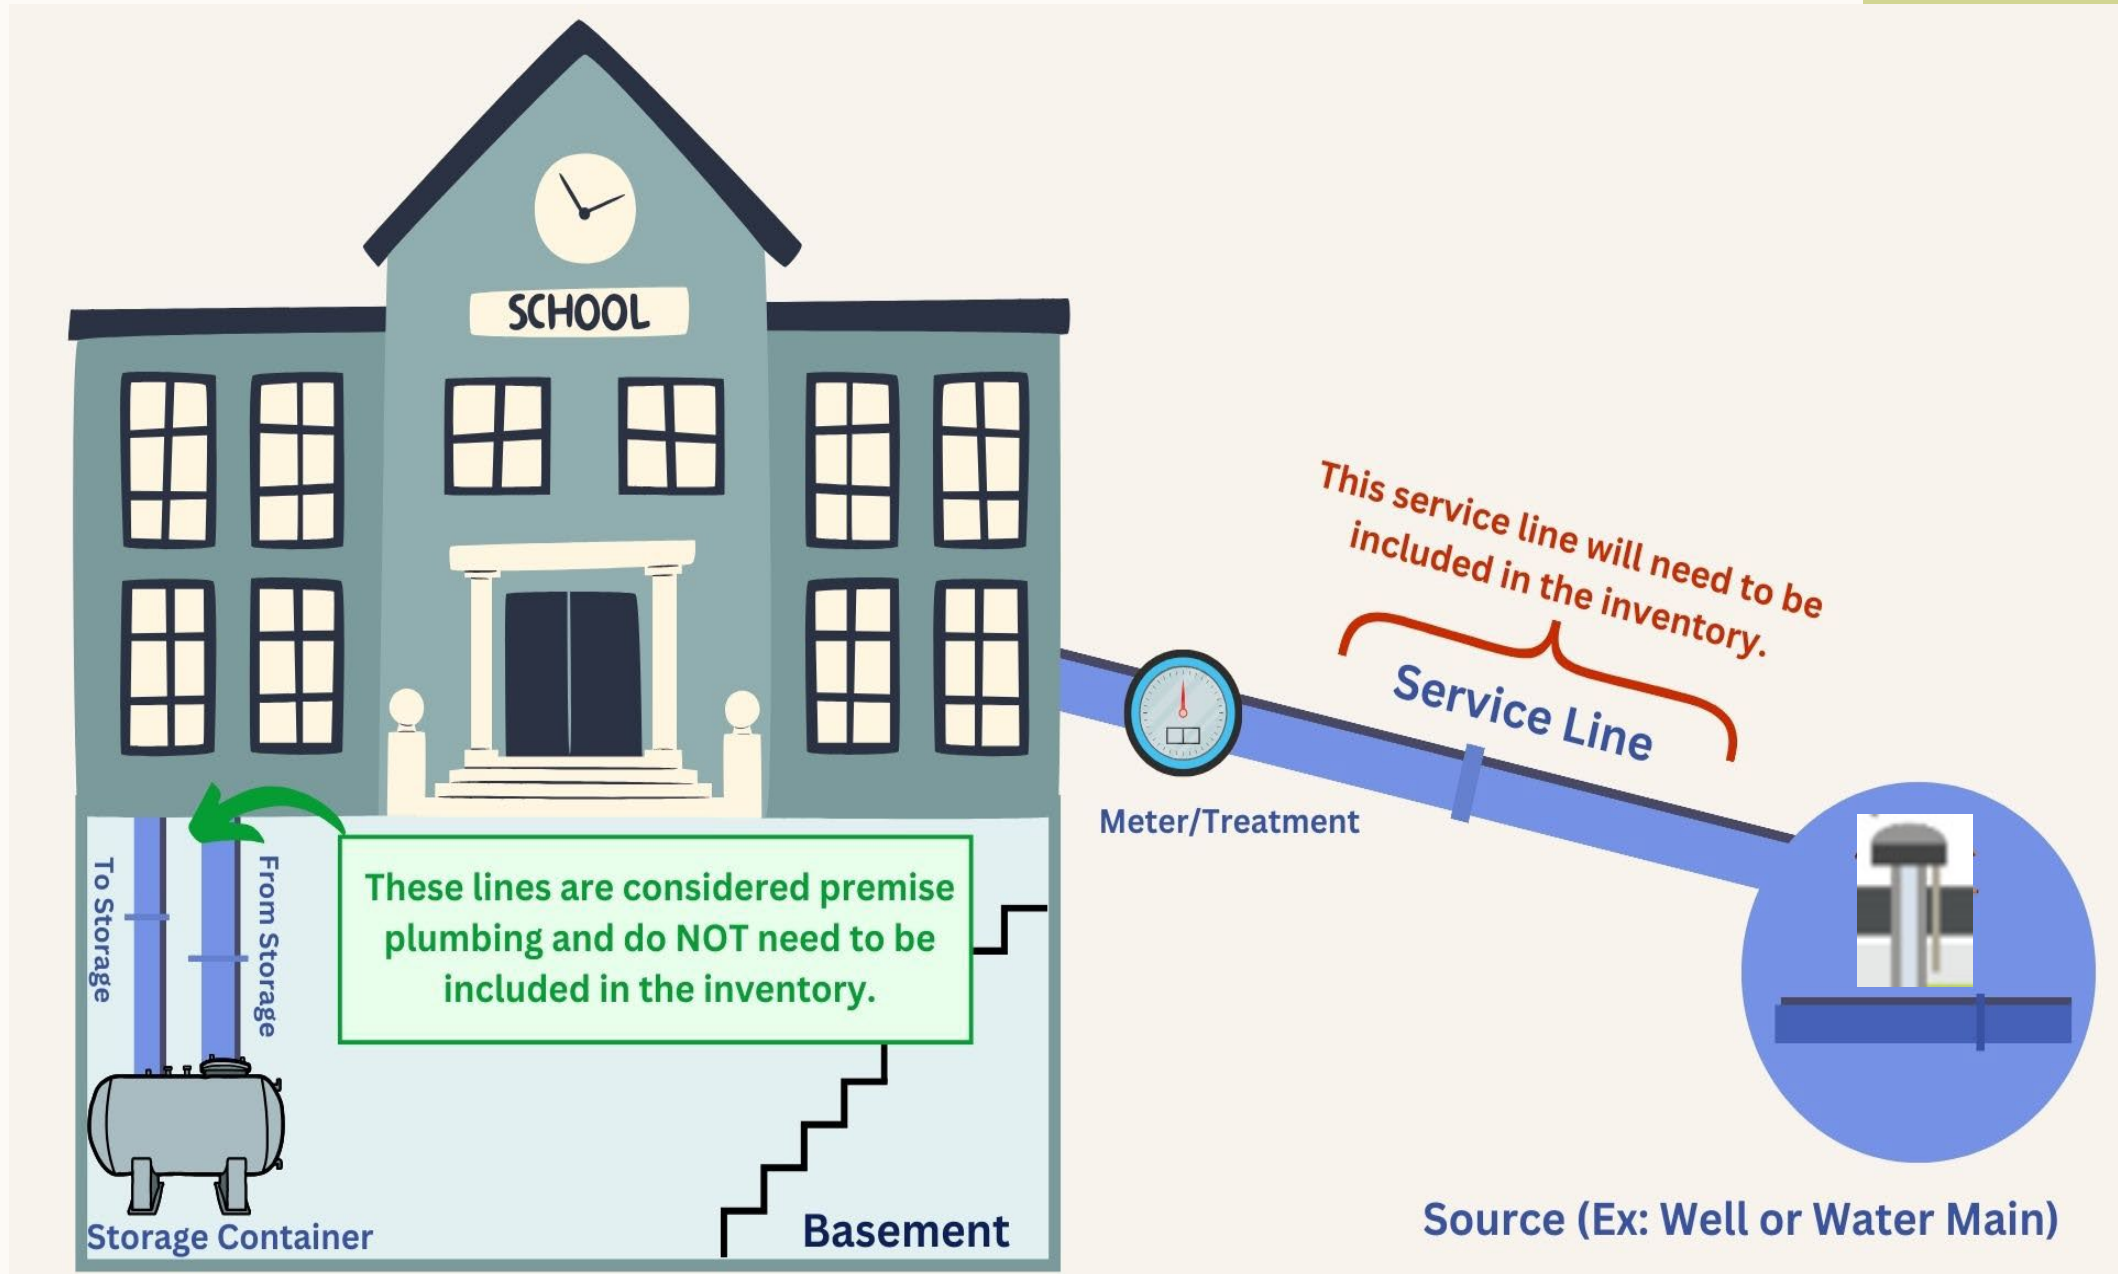 SCHOOL
This service line will need to be
included in the inventory.
Service Line
Meter/Treatment
To Storage
From Storage
These lines are considered premise
plumbing and do NOT need to be
included in the inventory.
Storage Container
Basement
Source (Ex: Well or Water Main)